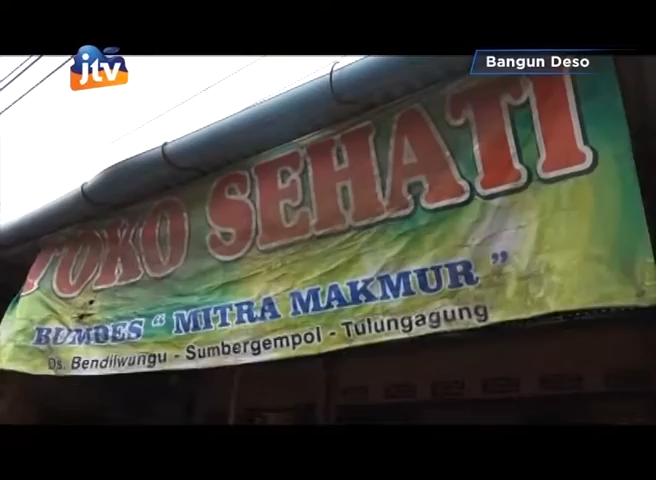 jtv
Bangun Deso
TOKO SEHATI
BUMDES " MITRA MAKMUR "
Ds. Bendilwungu - Sumbergempol - Tulungagung